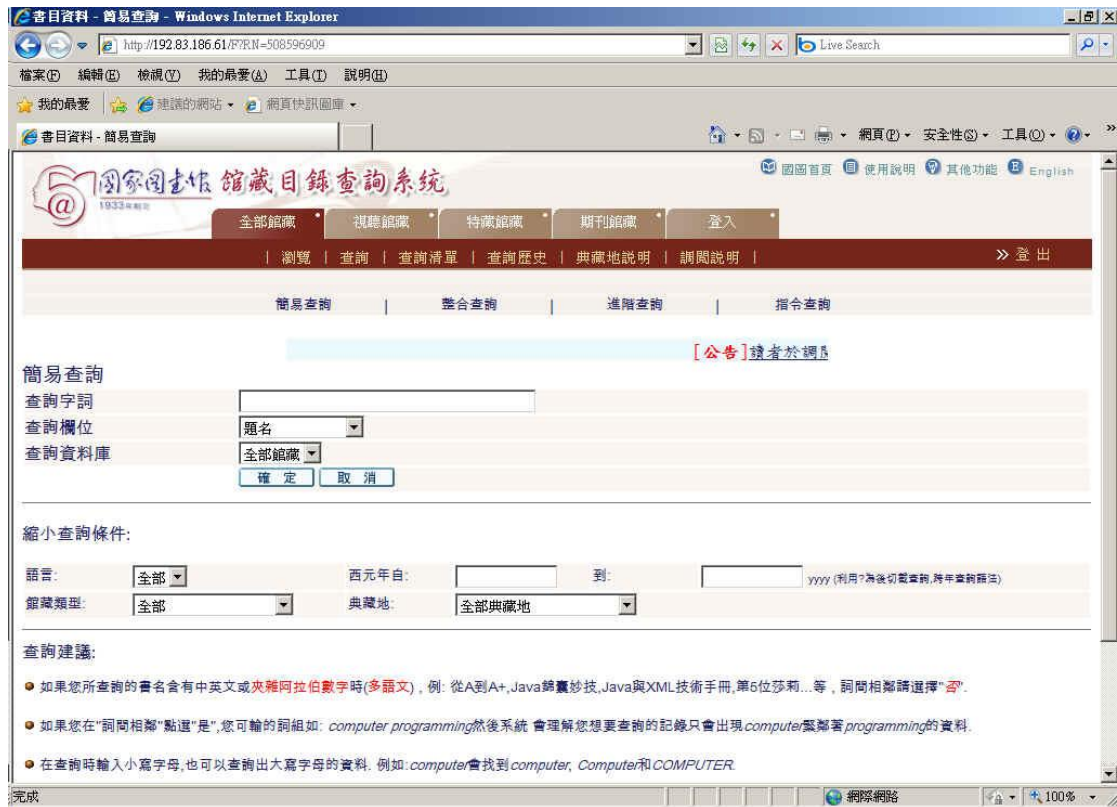 書目資料 - 簡易查詢 - Windows Internet Explorer
http://192.83.186.61/F?RN=508596909
Live Search
檔案(F) 編輯(E) 檢視(V) 我的最愛(A) 工具(T) 說明(H)
我的最愛 建議的網站 網頁快訊圖庫
書目資料 - 簡易查詢
網頁(P) 安全性(S) 工具(O) »
國圖首頁 使用說明 其他功能 English
国家图书馆 馆藏目錄查詢系统
全部館藏 視聽館藏 特藏館藏 期刊館藏 登入
| 瀏覽 | 查詢 | 查詢清單 | 查詢歷史 | 典藏地說明 | 調閱說明 | » 登 出
簡易查詢 | 整合查詢 | 進階查詢 | 指令查詢
[公告]讀者於調
簡易查詢
查詢字詞
查詢欄位 題名
查詢資料庫 全部館藏
確 定 取 消
縮小查詢條件:
語言: 全部 西元年自: 到: yyyy (利用?為後切截查詢,跨年查詢語法)
館藏類型: 全部 典藏地: 全部典藏地
查詢建議:
如果您所查詢的書名含有中英文或夾雜阿拉伯數字時(多語文) , 例: 從A到A+,Java錦囊妙技,Java與XML技術手冊,第5位莎莉...等 , 詞間相鄰請選擇"否".
如果您在"詞間相鄰"點選"是",您可輸的詞組如: computer programming然後系統 會理解您想要查詢的記錄只會出現computer緊鄰著programming的資料.
在查詢時輸入小寫字母,也可以查詢出大寫字母的資料. 例如:computer會找到computer, Computer和COMPUTER.
完成 網際網路 100%